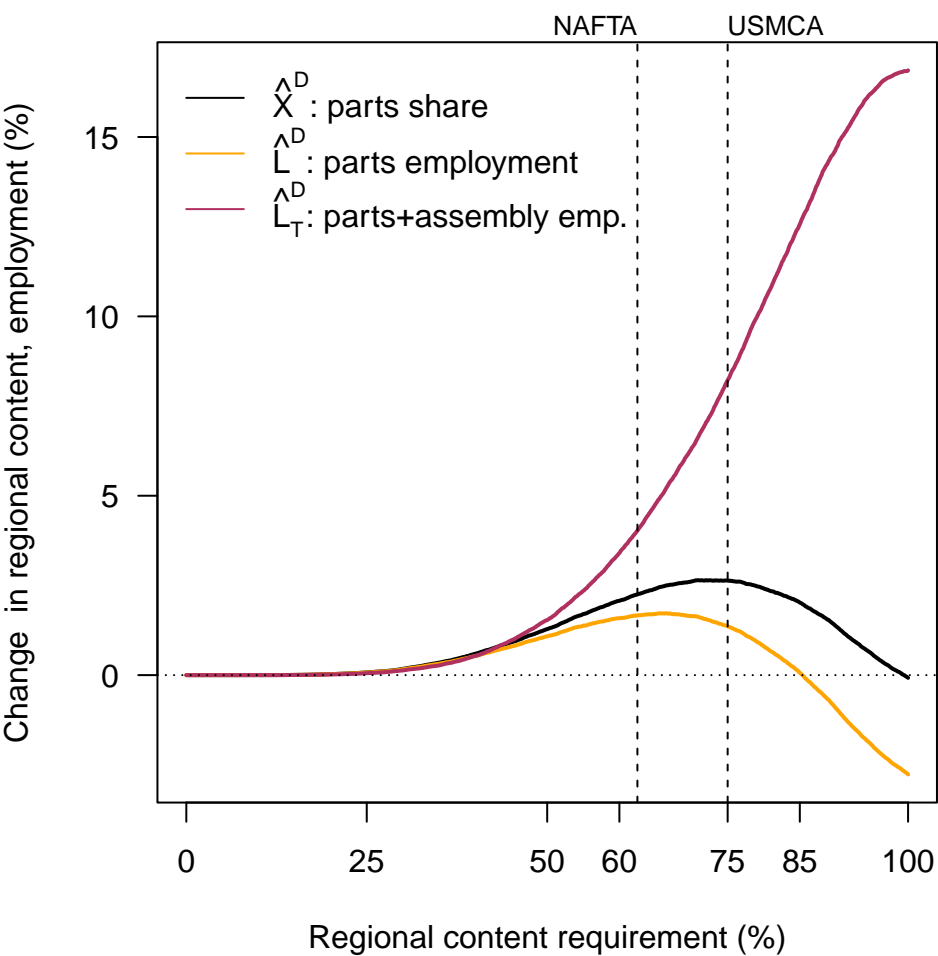 NAFTA USMCA
X̂^D : parts share
L̂^D : parts employment
L̂_T^D: parts+assembly emp.
Change in regional content, employment (%)
15
10
5
0
0 25 50 60 75 85 100
Regional content requirement (%)